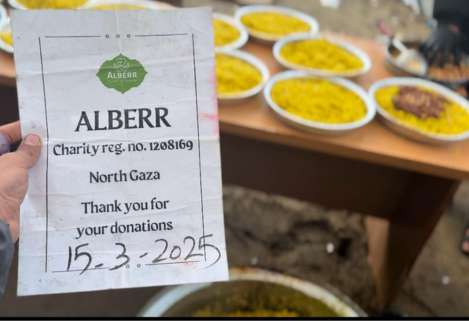 ALBERR
ALBERR
Charity reg. no. 1208169
North Gaza
Thank you for
your donations
15-3-2025